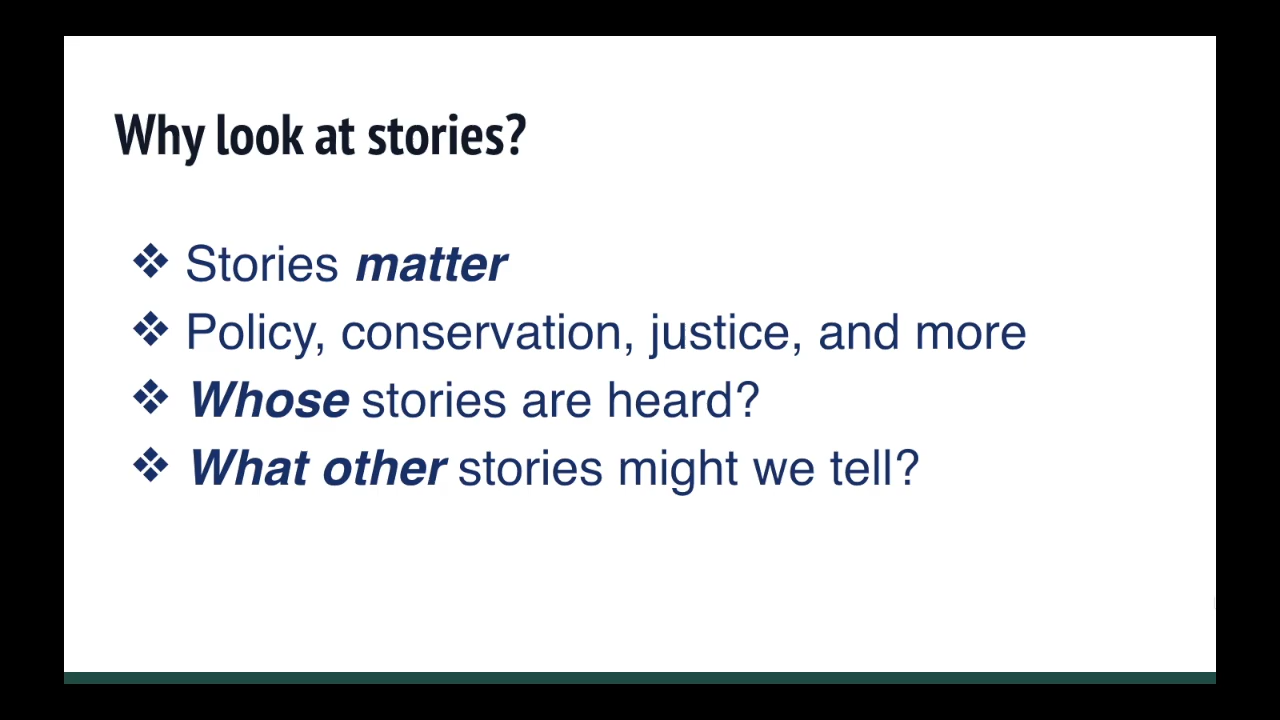 Why look at stories?
❖ Stories matter
❖ Policy, conservation, justice, and more
❖ Whose stories are heard?
❖ What other stories might we tell?